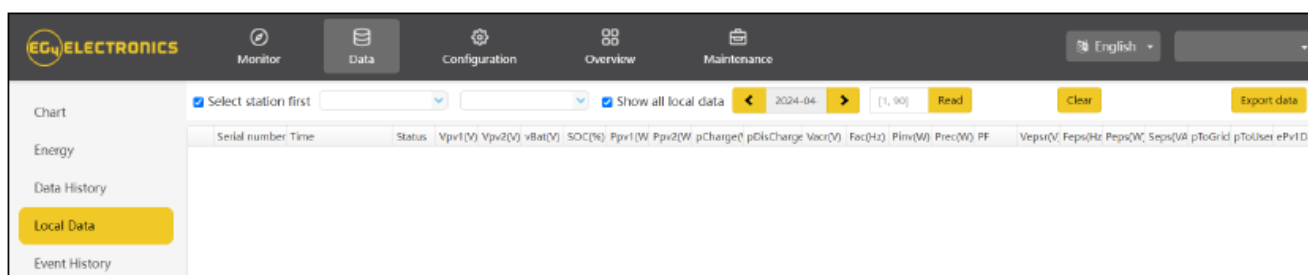 EG4 ELECTRONICS
Monitor
Data
Configuration
Overview
Maintenance
English
Chart
Energy
Data History
Local Data
Event History
Select station first
Show all local data
2024-04
[1, 90]
Read
Clear
Export data
Serial number Time Status Vpv1(V) Vpv2(V) vBat(V) SOC(%) Ppv1(W Ppv2(W pCharge( pDisCharge Vacr(V) Fac(Hz) Pinv(W) Prec(W) PF Vepsr(V Feps(Hz Peps(W( Seps(VA pToGrid pToUser ePv1D